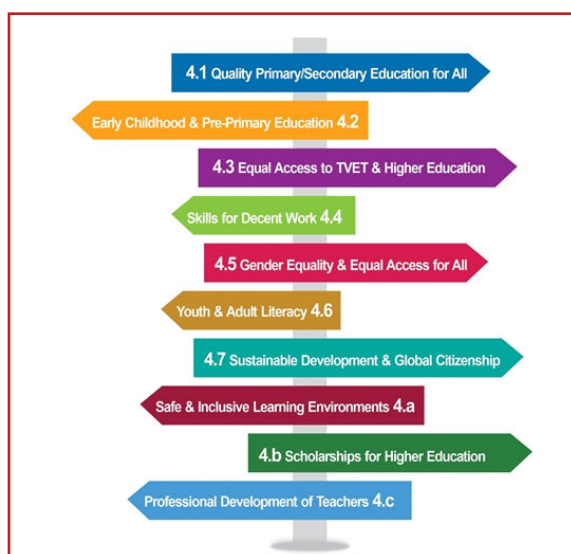 4.1 Quality Primary/Secondary Education for All
Early Childhood & Pre-Primary Education 4.2
4.3 Equal Access to TVET & Higher Education
Skills for Decent Work 4.4
4.5 Gender Equality & Equal Access for All
Youth & Adult Literacy 4.6
4.7 Sustainable Development & Global Citizenship
Safe & Inclusive Learning Environments 4.a
4.b Scholarships for Higher Education
Professional Development of Teachers 4.c